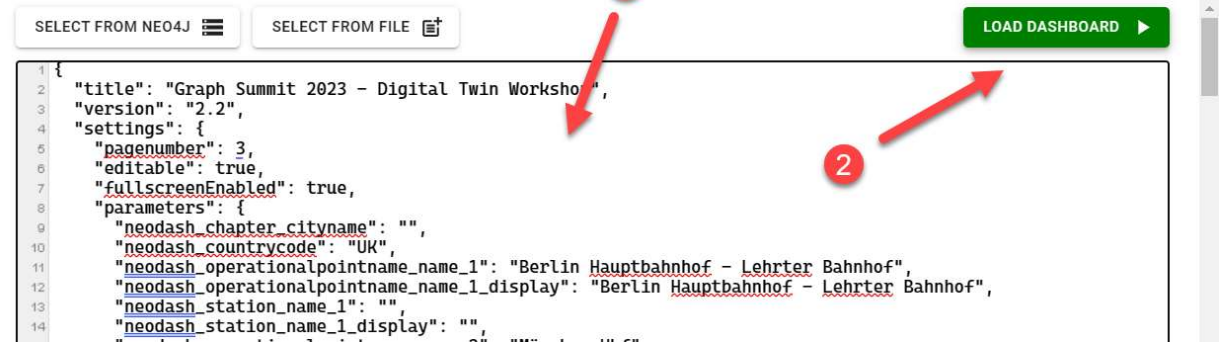 SELECT FROM NEO4J
SELECT FROM FILE
LOAD DASHBOARD
1 {
2 "title": "Graph Summit 2023 – Digital Twin Workshop",
3 "version": "2.2",
4 "settings": {
5 "pagenumber": 3,
6 "editable": true,
7 "fullscreenEnabled": true,
8 "parameters": {
9 "neodash_chapter_cityname": "",
10 "neodash_countrycode": "UK",
11 "neodash_operationalpointname_name_1": "Berlin Hauptbahnhof – Lehrter Bahnhof",
12 "neodash_operationalpointname_name_1_display": "Berlin Hauptbahnhof – Lehrter Bahnhof",
13 "neodash_station_name_1": "",
14 "neodash_station_name_1_display": "",
2